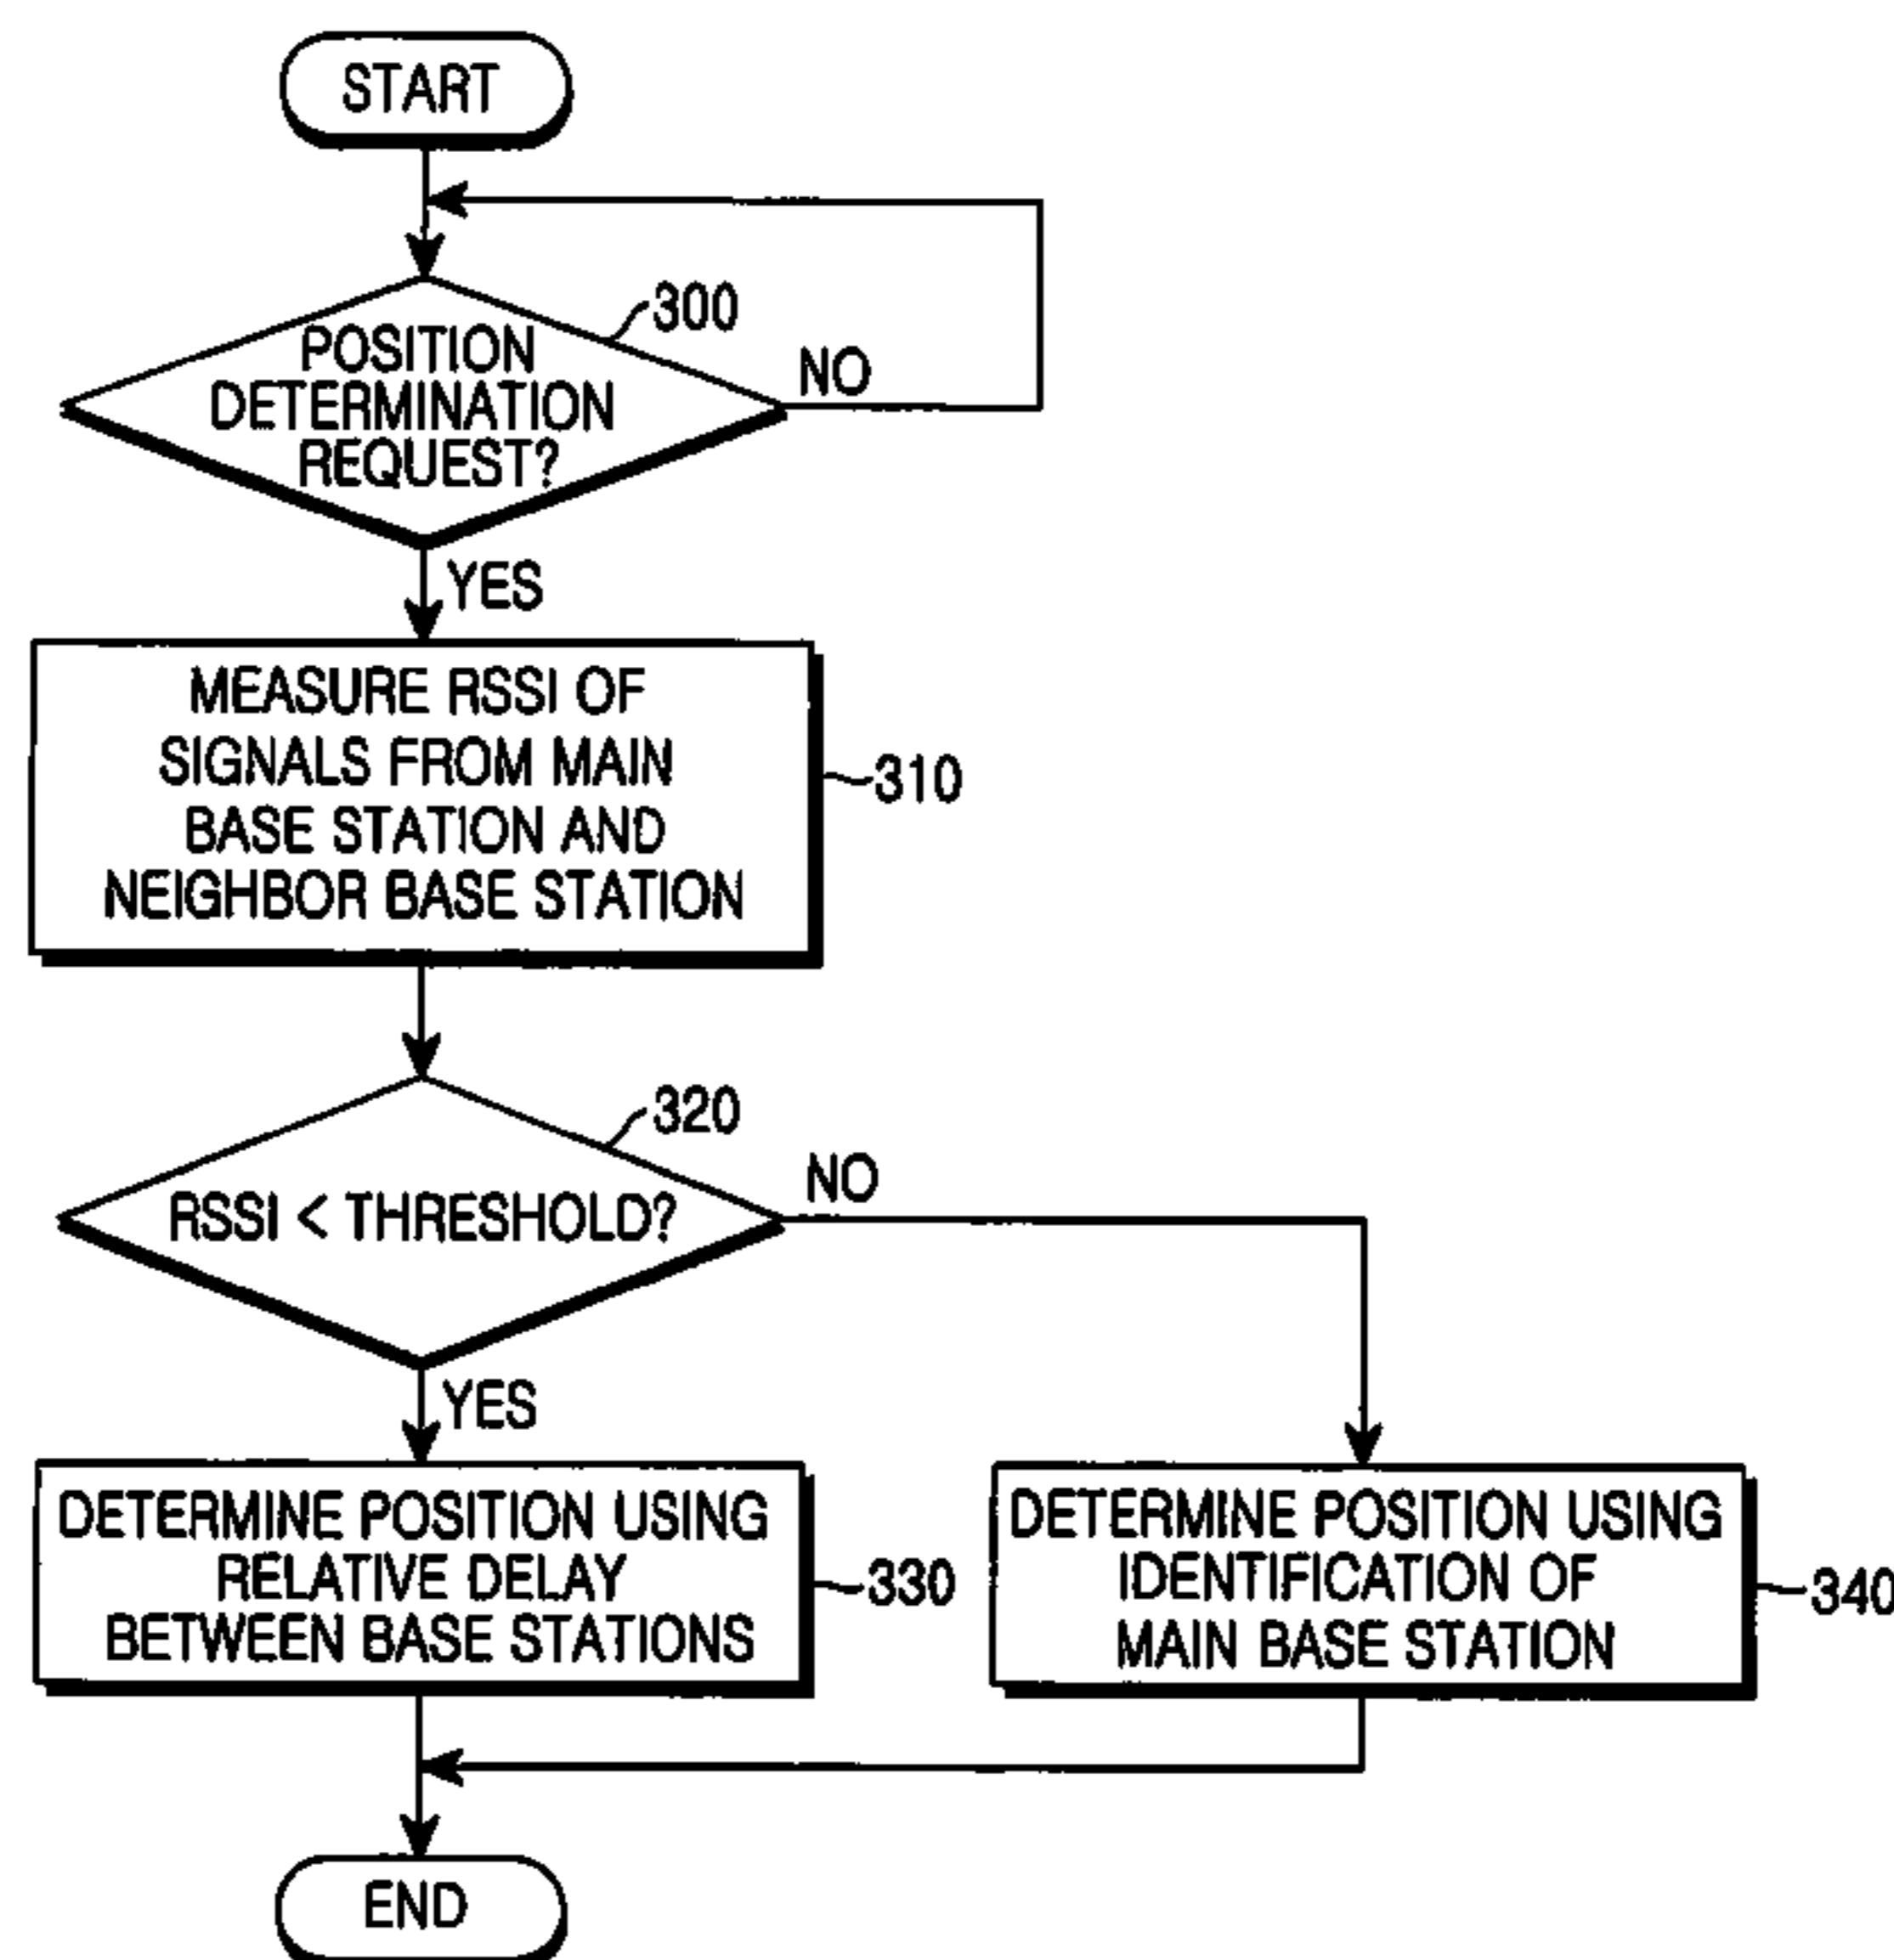 START
300
POSITION
DETERMINATION
REQUEST?
NO
YES
MEASURE RSSI OF
SIGNALS FROM MAIN
BASE STATION AND
NEIGHBOR BASE STATION
310
320
RSSI < THRESHOLD?
NO
YES
DETERMINE POSITION USING
RELATIVE DELAY
BETWEEN BASE STATIONS
330
DETERMINE POSITION USING
IDENTIFICATION OF
MAIN BASE STATION
340
END